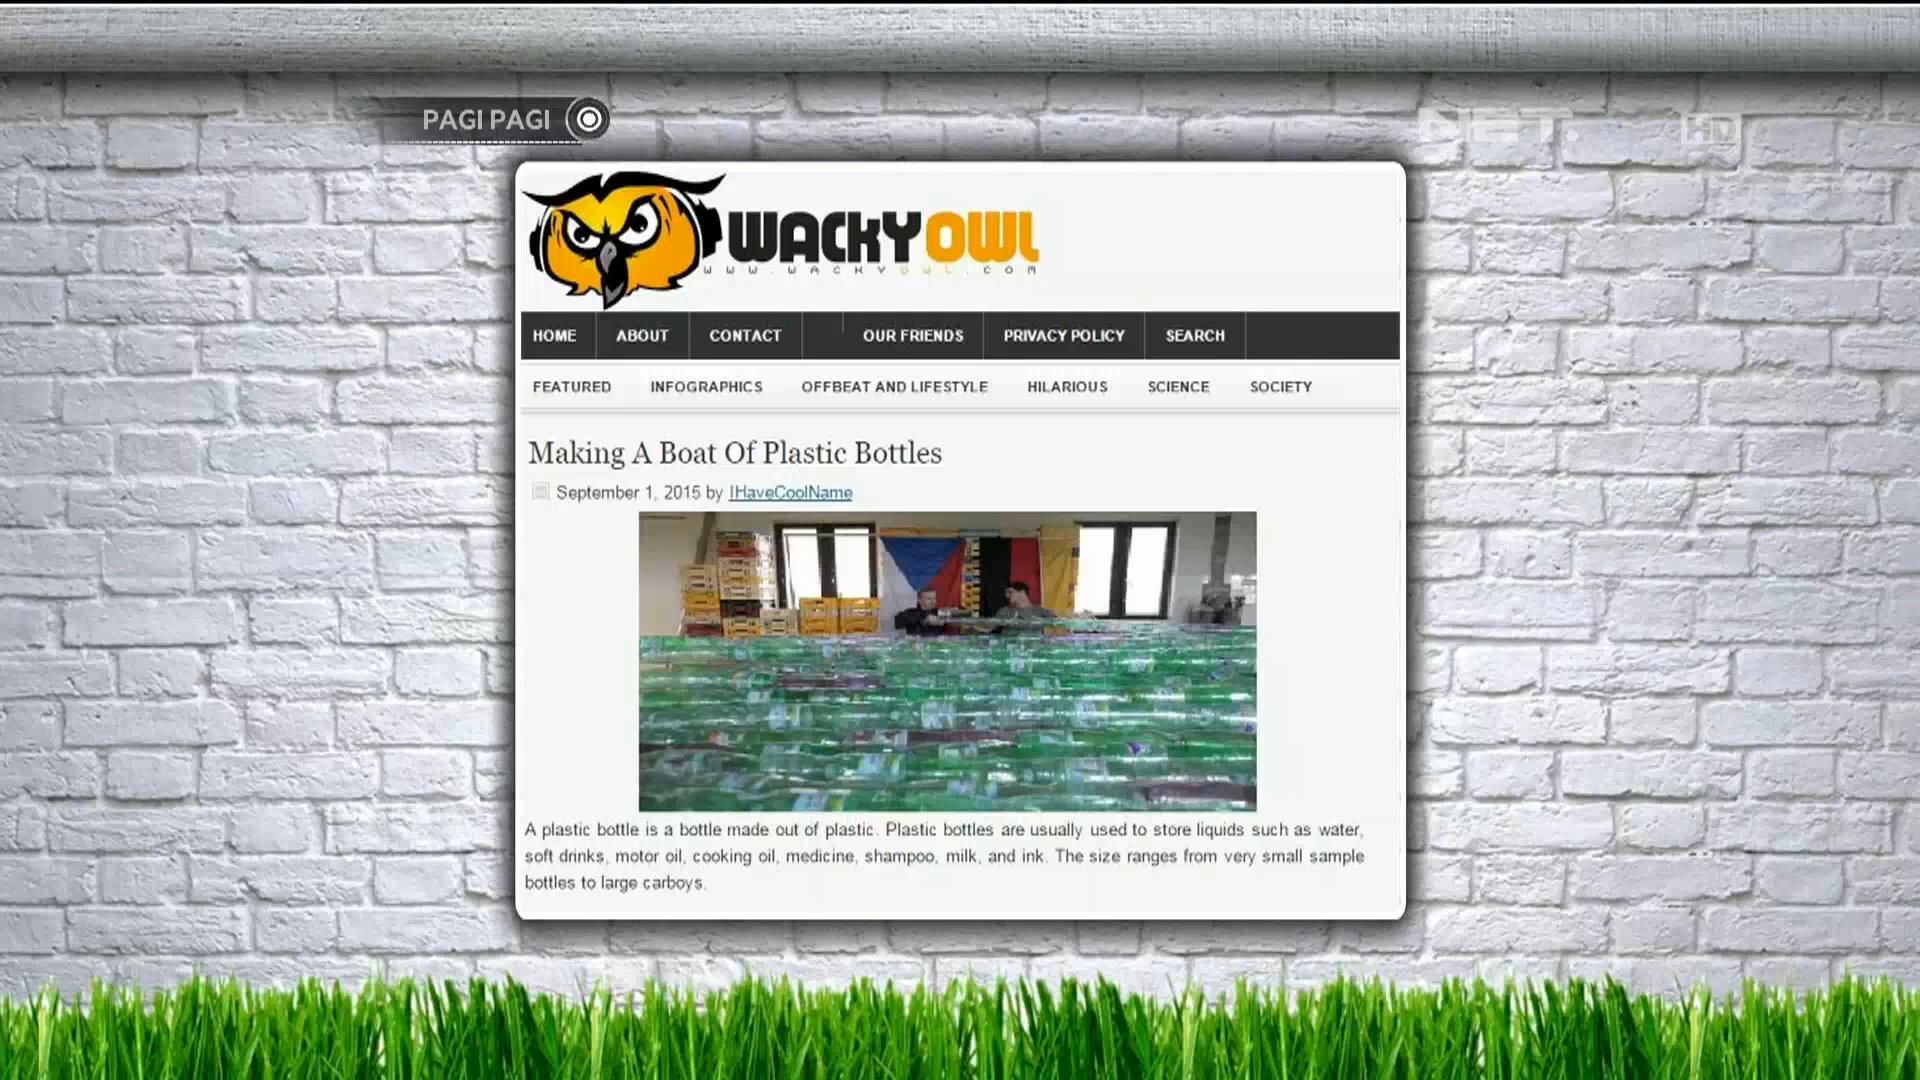 PAGI PAGI
NET.
HD
WACKYOWL
WWW.WACKYOWL.COM
HOME ABOUT CONTACT OUR FRIENDS PRIVACY POLICY SEARCH
FEATURED INFOGRAPHICS OFFBEAT AND LIFESTYLE HILARIOUS SCIENCE SOCIETY
Making A Boat Of Plastic Bottles
September 1, 2015 by IHaveCoolName
A plastic bottle is a bottle made out of plastic. Plastic bottles are usually used to store liquids such as water,
soft drinks, motor oil, cooking oil, medicine, shampoo, milk, and ink. The size ranges from very small sample
bottles to large carboys.